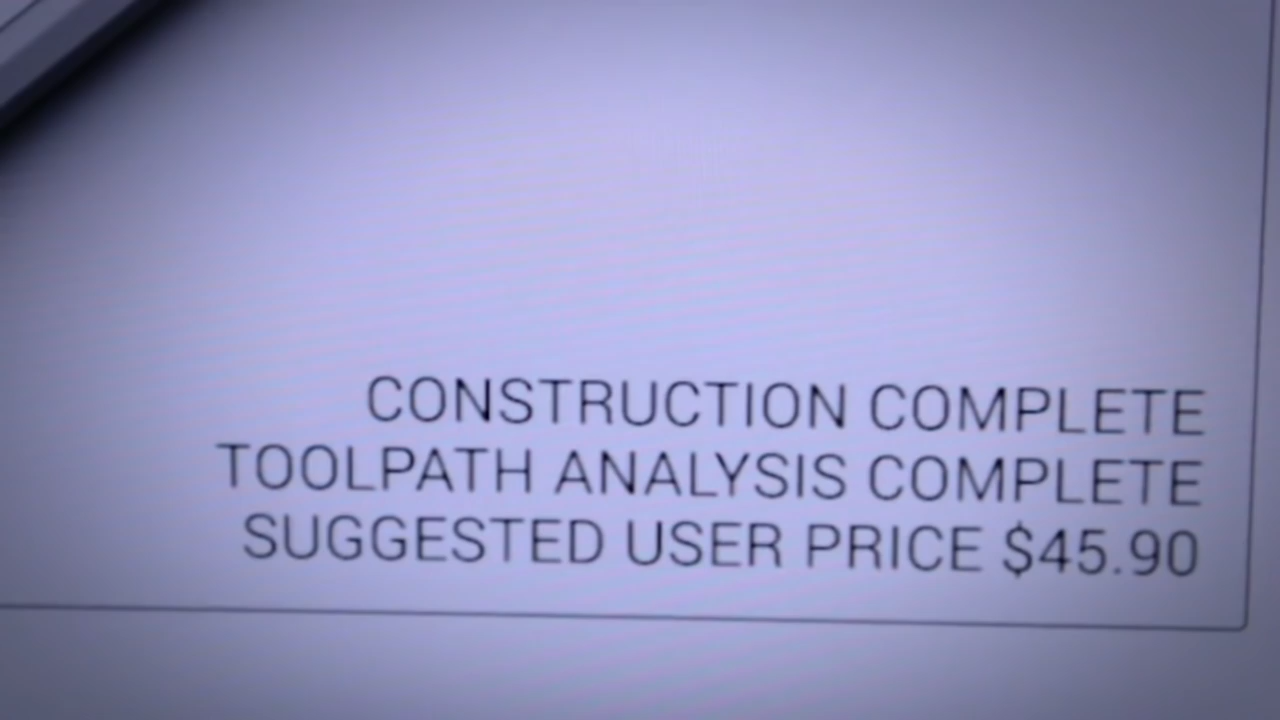 CONSTRUCTION COMPLETE
TOOLPATH ANALYSIS COMPLETE
SUGGESTED USER PRICE $45.90